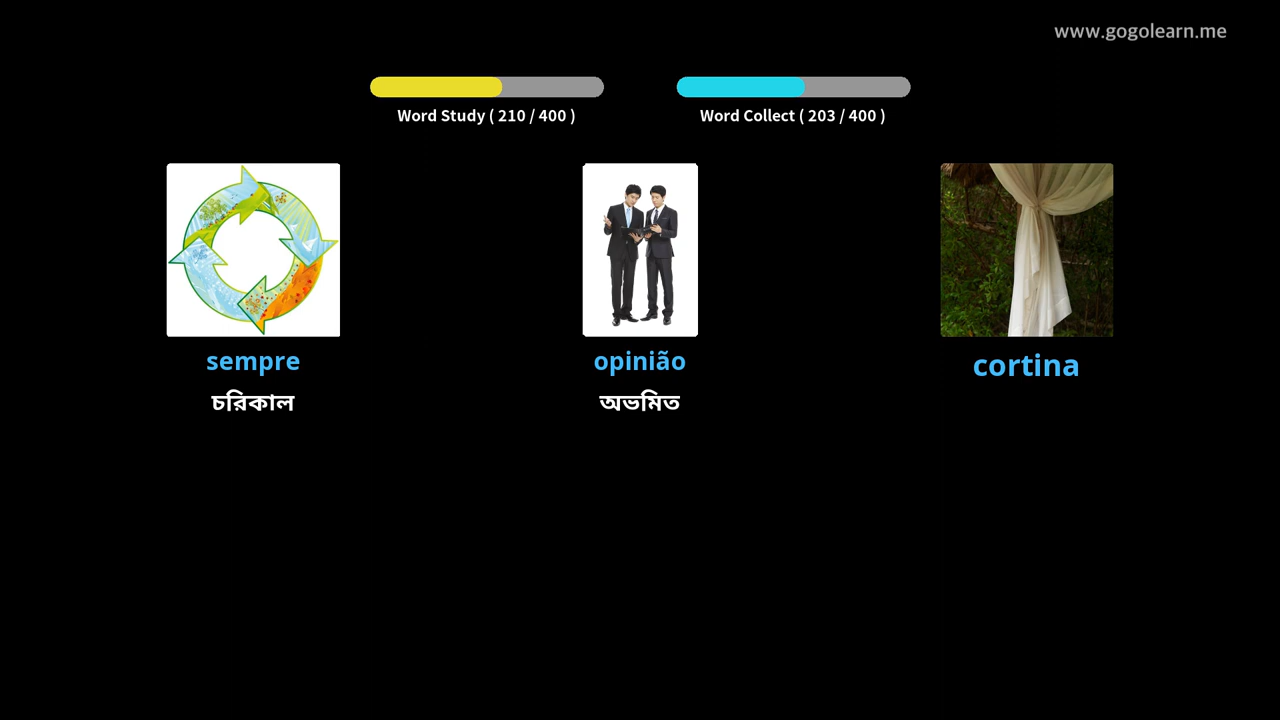 www.gogolearn.me
Word Study ( 210 / 400 )
Word Collect ( 203 / 400 )
sempre
opinião
cortina
চরিকাল
অভমিত